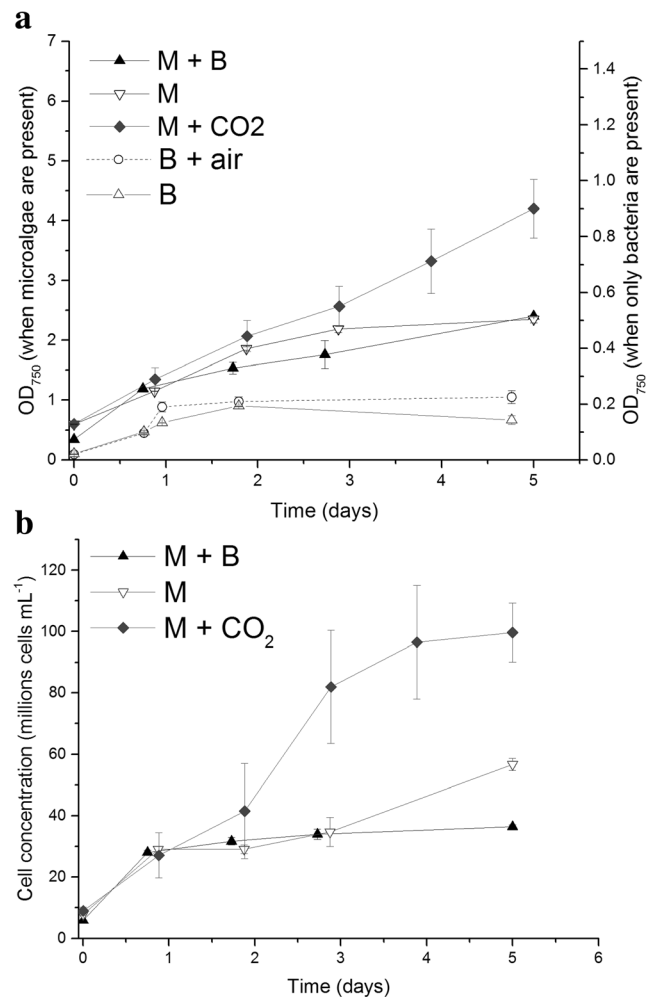 a
M + B
M
M + CO2
B + air
B
OD750 (when microalgae are present)
7
6
5
4
3
2
1
0
OD750 (when only bacteria are present)
1.4
1.2
1.0
0.8
0.6
0.4
0.2
0.0
0 1 2 3 4 5
Time (days)
b
M + B
M
M + CO2
Cell concentration (millions cells mL-1)
120
100
80
60
40
20
0
0 1 2 3 4 5 6
Time (days)